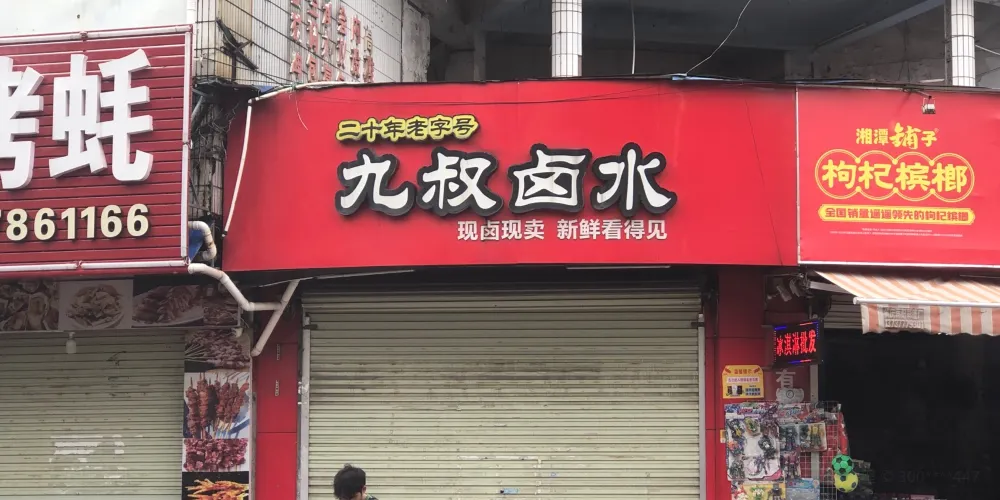 烤蚝
861166
二十年老字号
九叔卤水
现卤现卖 新鲜看得见
湘潭铺子
枸杞槟榔
全国销量遥遥领先的枸杞槟榔
冰淇淋批发
有